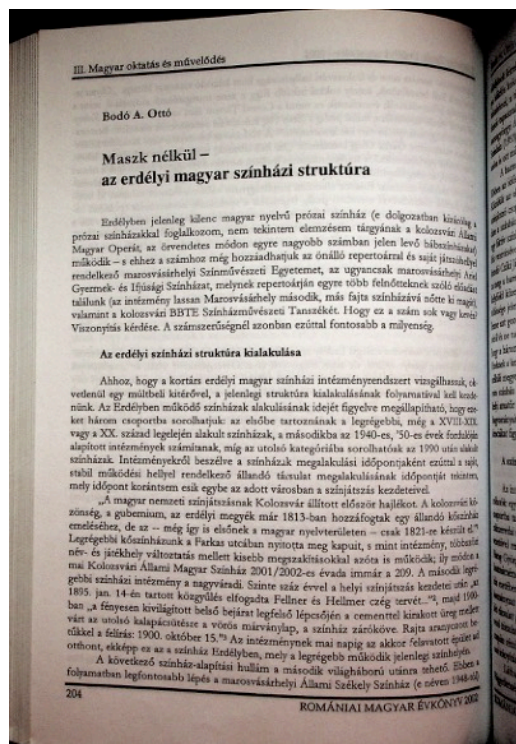 III. Magyar oktatás és művelődés
Bodó A. Ottó
Maszk nélkül –
az erdélyi magyar színházi struktúra
Erdélyben jelenleg kilenc magyar nyelvű prózai színház (e dolgozatban kizárólag a
prózai színházakkal foglalkozom, nem tekintem elemzésem tárgyának a kolozsvári Állami
Magyar Operát, az örvendetes módon egyre nagyobb számban jelen levő bábszínházakat)
működik – s ehhez a számhoz még hozzáadhatjuk az önálló repertoárral és saját játszóhellyel
rendelkező marosvásárhelyi Színművészeti Egyetemet, az ugyancsak marosvásárhelyi Ariel
Gyermek- és Ifjúsági Színházat, melynek repertoárján egyre több felnőtteknek szóló előadást
találunk (az intézmény lassan Marosvásárhely második, más fajta színházává nőtte ki magát),
valamint a kolozsvári BBTE Színházművészeti Tanszékét. Hogy ez a szám sok vagy kevés?
Viszonyítás kérdése. A számszerűségnél azonban ezúttal fontosabb a milyenség.
Az erdélyi színházi struktúra kialakulása
Ahhoz, hogy a kortárs erdélyi magyar színházi intézményrendszert vizsgálhassuk, ok-
vetlenül egy múltbeli kitérővel, a jelenlegi struktúra kialakulásának folyamatával kell kezde-
nünk. Az Erdélyben működő színházak alakulásának idejét figyelve megállapítható, hogy eze-
ket három csoportba sorolhatjuk: az elsőbe tartoznának a legrégebbi, még a XVIII-XIX.
vagy a XX. század legelején alakult színházak, a másodikba az 1940-es, '50-es évek fordulóján
alapított intézmények számítanak, míg az utolsó kategóriába sorolhatóak az 1990 után alakult
színházak. Intézményekről beszélve a színházak megalakulási időpontjaként ezúttal a saját,
stabil működési hellyel rendelkező állandó társulat megalakulásának időpontját tekintem,
mely időpont korántsem esik egybe az adott városban a színjátszás kezdeteivel.
„A magyar nemzeti színjátszásnak Kolozsvár állított először hajlékot. A kolozsvári kö-
zönség, a gubernium, az erdélyi megyék már 1813-ban hozzáfogtak egy állandó kőszínház
emeléséhez, de az -- még így is elsőnek a magyar nyelvterületen – csak 1821-re készült el."
Legrégebbi kőszínházunk a Farkas utcában nyitotta meg kapuit, s mint intézmény, többszöri
név- és játékhely változtatás mellett kisebb megszakításokkal azóta is működik; ily módon a
mai Kolozsvári Állami Magyar Színház 2001/2002-es évada immár a 209. A második legré-
gebbi színházi intézmény a nagyváradi. Szinte száz évvel a helyi színjátszás kezdetei után „az
1895. jan. 14-én tartott közgyűlés elfogadta Fellner és Hellmer czég tervét...", majd 1900-
ban „a fényesen kivilágított belső bejárat legfelső lépcsőjén a cementtel kirakott üreg mellett
várt az utolsó kalapácsütésre a vörös márványlap, a színház záróköve. Rajta aranyozott be-
tűkkel a felírás: 1900. október 15." Az intézménynek mai napig az akkor felavatott épület ad
otthont, ekképp ez az a színház Erdélyben, mely a legrégebb működik jelenlegi színhelyén.
A következő színház-alapítási hullám a második világháború utánra tehető. Ebben a
folyamatban legfontosabb lépés a marosvásárhelyi Állami Székely Színház (e néven 1948-tól)
204
ROMÁNIAI MAGYAR ÉVKÖNYV 2002